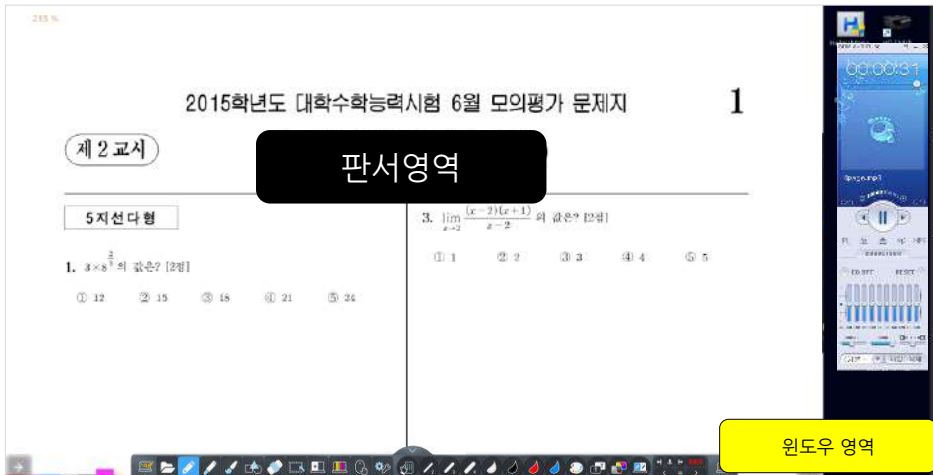 235 %
2015학년도 대학수학능력시험 6월 모의평가 문제지
1
제 2 교시
판서영역
5지선다형
1. 3×8^{2/3} 의 값은? [2점]
① 12 ② 15 ③ 18 ④ 21 ⑤ 24
3. lim_{x→2} (x-2)(x+1)/(x-2) 의 값은? [2점]
① 1 ② 2 ③ 3 ④ 4 ⑤ 5
00:00:31
윈도우 영역